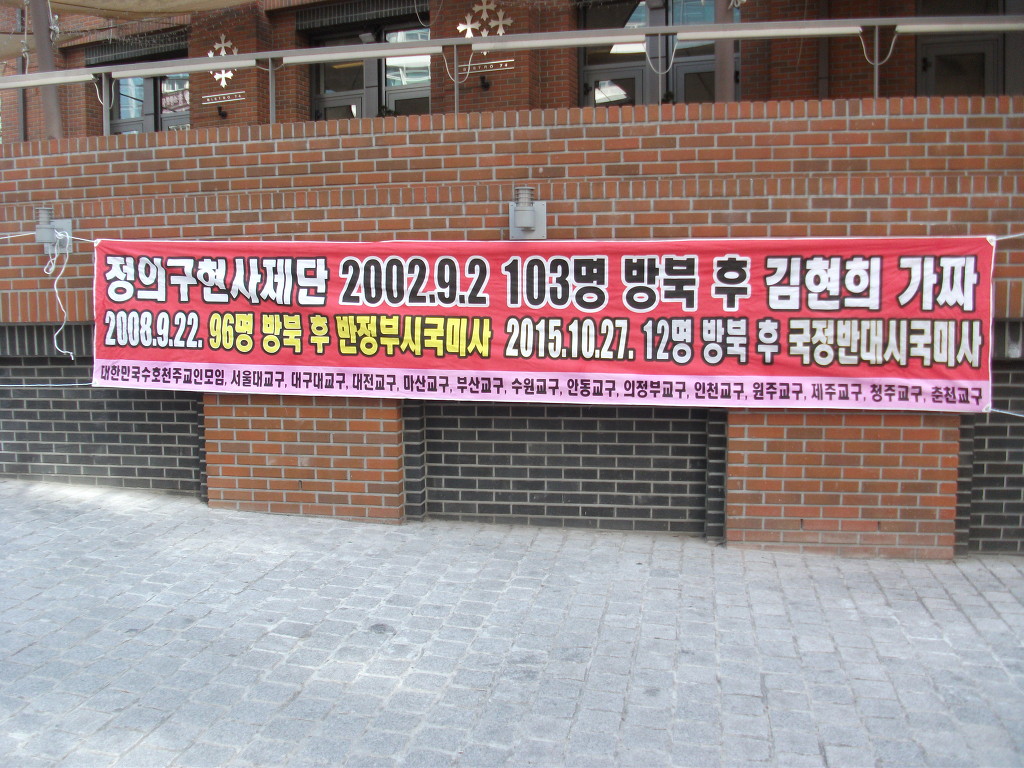 정의구현사제단 2002.9.2 103명 방북 후 김현희 가짜
2008.9.22. 96명 방북 후 반정부시국미사 2015.10.27. 12명 방북 후 국정반대시국미사
대한민국수호천주교인모임, 서울대교구, 대구대교구, 대전교구, 마산교구, 부산교구, 수원교구, 안동교구, 의정부교구, 인천교구, 원주교구, 제주교구, 청주교구, 춘천교구